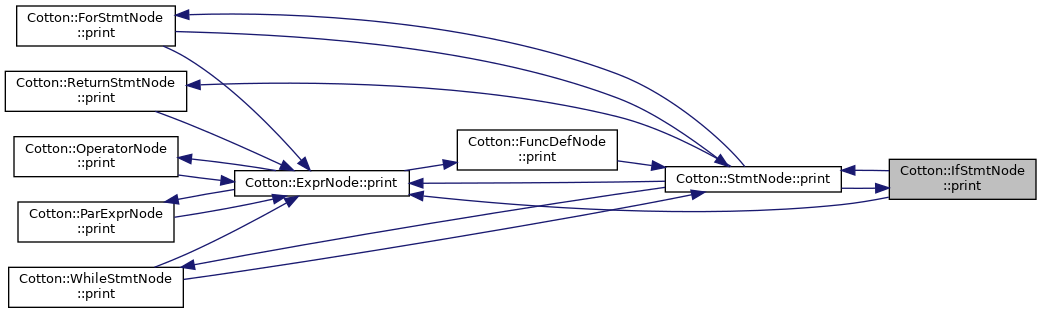 Cotton::ForStmtNode
::print
Cotton::ReturnStmtNode
::print
Cotton::OperatorNode
::print
Cotton::ParExprNode
::print
Cotton::WhileStmtNode
::print
Cotton::ExprNode::print
Cotton::FuncDefNode
::print
Cotton::StmtNode::print
Cotton::IfStmtNode
::print